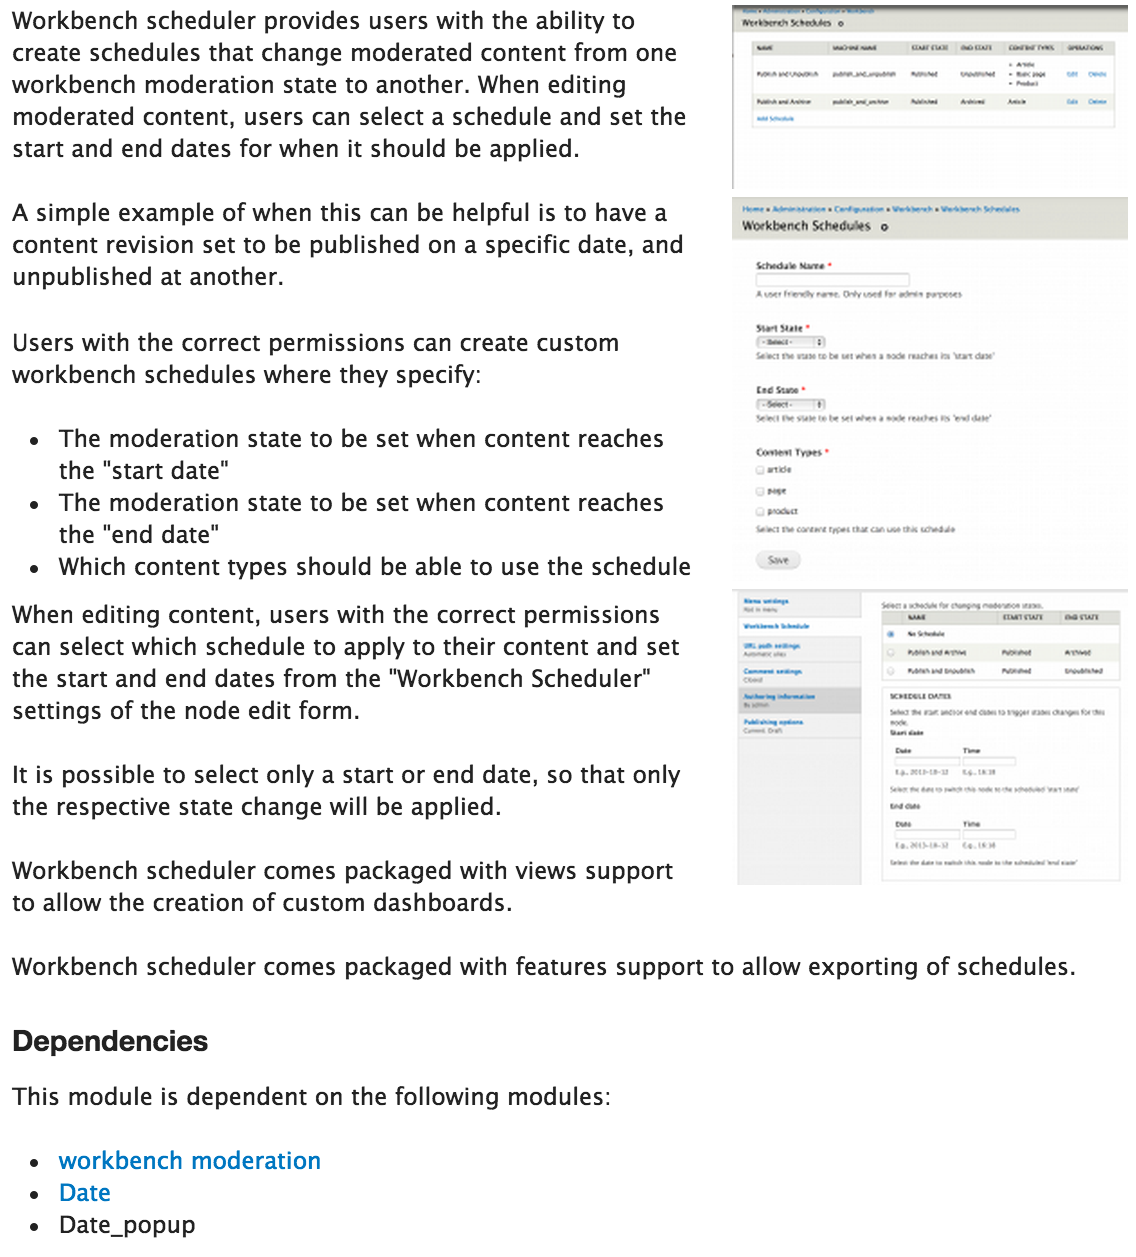 Workbench scheduler provides users with the ability to
create schedules that change moderated content from one
workbench moderation state to another. When editing
moderated content, users can select a schedule and set the
start and end dates for when it should be applied.
A simple example of when this can be helpful is to have a
content revision set to be published on a specific date, and
unpublished at another.
Users with the correct permissions can create custom
workbench schedules where they specify:
• The moderation state to be set when content reaches
the "start date"
• The moderation state to be set when content reaches
the "end date"
• Which content types should be able to use the schedule
When editing content, users with the correct permissions
can select which schedule to apply to their content and set
the start and end dates from the "Workbench Scheduler"
settings of the node edit form.
It is possible to select only a start or end date, so that only
the respective state change will be applied.
Workbench scheduler comes packaged with views support
to allow the creation of custom dashboards.
Workbench scheduler comes packaged with features support to allow exporting of schedules.
Dependencies
This module is dependent on the following modules:
• workbench moderation
• Date
• Date_popup
Home » Administration » Configuration » Workbench
Workbench Schedules
NAME MACHINE NAME START STATE END STATE CONTENT TYPES OPERATIONS
Publish and Unpublish publish_and_unpublish Published Unpublished • Article • Basic page • Product Edit Delete
Publish and Archive publish_and_archive Published Archived Article Edit Delete
Add Schedule
Home » Administration » Configuration » Workbench » Workbench Schedules
Workbench Schedules
Schedule Name *
A user friendly name. Only used for admin purposes
Start State *
- Select -
Select the state to be set when a node reaches its 'start date'
End State *
- Select -
Select the state to be set when a node reaches its 'end date'
Content Types *
article
page
product
Select the content types that can use this schedule
Save
Menu settings
Not in menu
Workbench Schedule
URL path settings
Automatic alias
Comment settings
Closed
Authoring information
By admin
Publishing options
Current: Draft
Select a schedule for changing moderation states.
NAME START STATE END STATE
No Schedule
Publish and Archive Published Archived
Publish and Unpublish Published Unpublished
SCHEDULE DATES
Select the start and/or end dates to trigger states changes for this
node.
Start date
Date Time
E.g., 2013-10-12 E.g., 16:18
Select the date to switch this node to the scheduled 'start state'
End date
Date Time
E.g., 2013-10-12 E.g., 16:18
Select the date to switch this node to the scheduled 'end state'